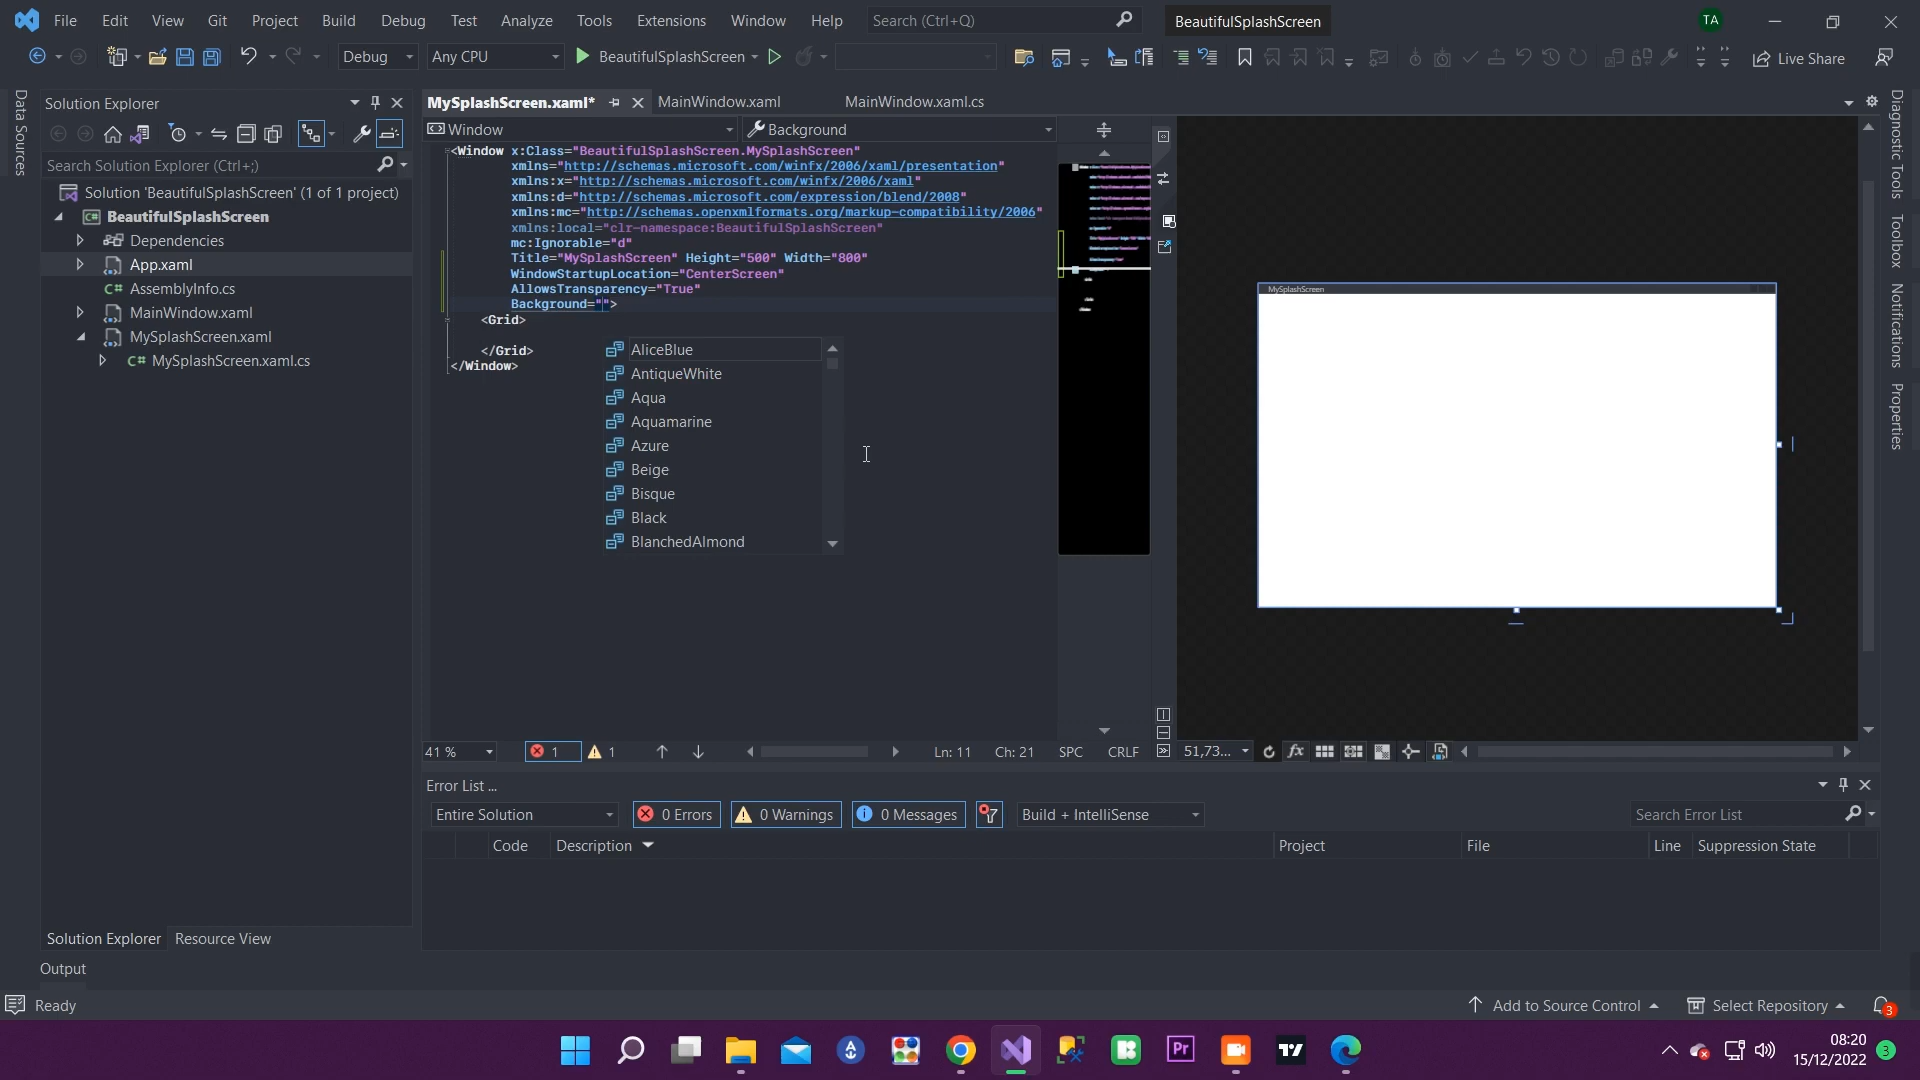 File Edit View Git Project Build Debug Test Analyze Tools Extensions Window Help Search (Ctrl+Q) BeautifulSplashScreen TA
Debug Any CPU BeautifulSplashScreen Live Share
Data Sources
Solution Explorer
Search Solution Explorer (Ctrl+;)
Solution 'BeautifulSplashScreen' (1 of 1 project)
C# BeautifulSplashScreen
Dependencies
App.xaml
C# AssemblyInfo.cs
MainWindow.xaml
MySplashScreen.xaml
C# MySplashScreen.xaml.cs
Solution Explorer Resource View
MySplashScreen.xaml* MainWindow.xaml MainWindow.xaml.cs
Window Background
<Window x:Class="BeautifulSplashScreen.MySplashScreen"
xmlns="http://schemas.microsoft.com/winfx/2006/xaml/presentation"
xmlns:x="http://schemas.microsoft.com/winfx/2006/xaml"
xmlns:d="http://schemas.microsoft.com/expression/blend/2008"
xmlns:mc="http://schemas.openxmlformats.org/markup-compatibility/2006"
xmlns:local="clr-namespace:BeautifulSplashScreen"
mc:Ignorable="d"
Title="MySplashScreen" Height="500" Width="800"
WindowStartupLocation="CenterScreen"
AllowsTransparency="True"
Background="">
<Grid>
</Grid>
</Window>
AliceBlue
AntiqueWhite
Aqua
Aquamarine
Azure
Beige
Bisque
Black
BlanchedAlmond
MySplashScreen
41 % 1 1 Ln: 11 Ch: 21 SPC CRLF
51,73... fx
Diagnostic Tools
Toolbox
Notifications
Properties
Error List ...
Entire Solution 0 Errors 0 Warnings 0 Messages Build + IntelliSense Search Error List
Code Description Project File Line Suppression State
Output
Ready Add to Source Control Select Repository 3
Pr
08:20
15/12/2022 3